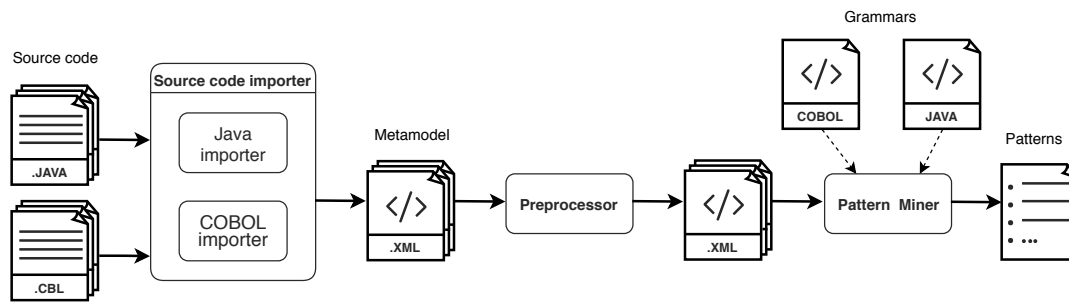 Grammars
Source code
Source code importer
COBOL
JAVA
Java
importer
Metamodel
Patterns
.JAVA
COBOL
importer
Preprocessor
Pattern Miner
.XML
.XML
.CBL